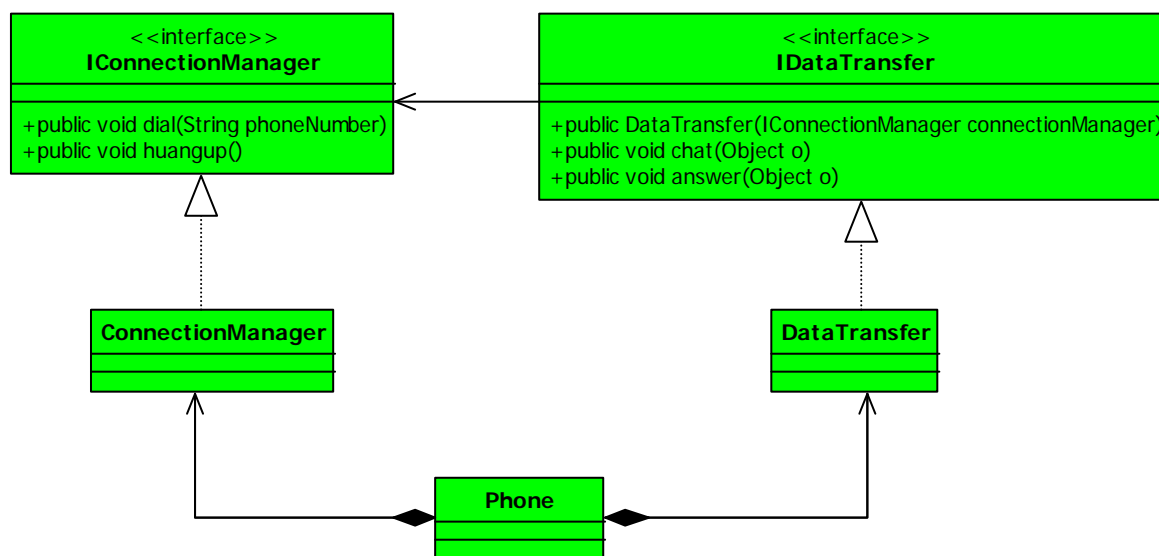 <<interface>>
IConnectionManager
+public void dial(String phoneNumber)
+public void huangup()
<<interface>>
IDataTransfer
+public DataTransfer(IConnectionManager connectionManager)
+public void chat(Object o)
+public void answer(Object o)
ConnectionManager
DataTransfer
Phone